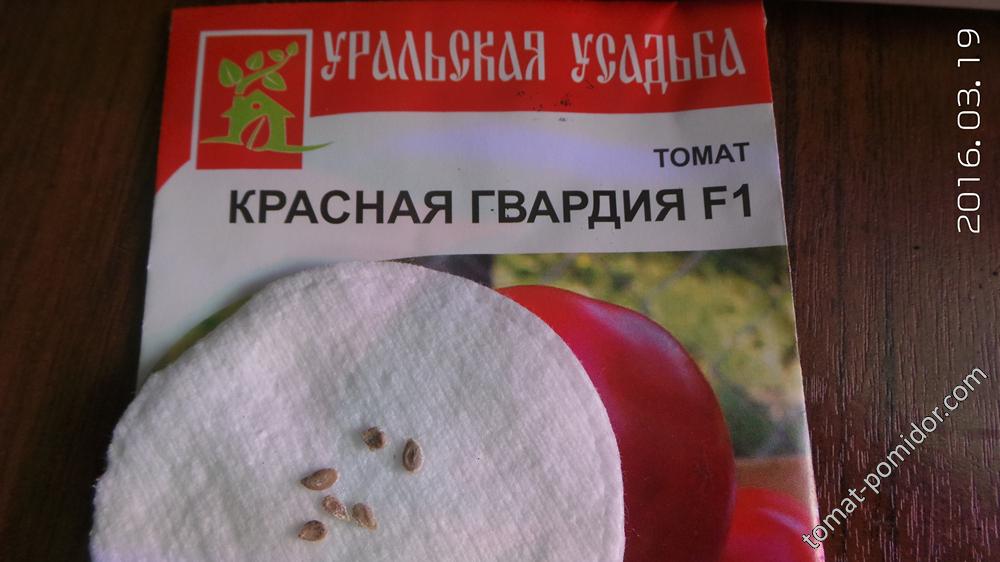 УРАЛЬСКАЯ УСАДЬБА
ТОМАТ
КРАСНАЯ ГВАРДИЯ F1
2016.03.19
tomat-pomidor.com